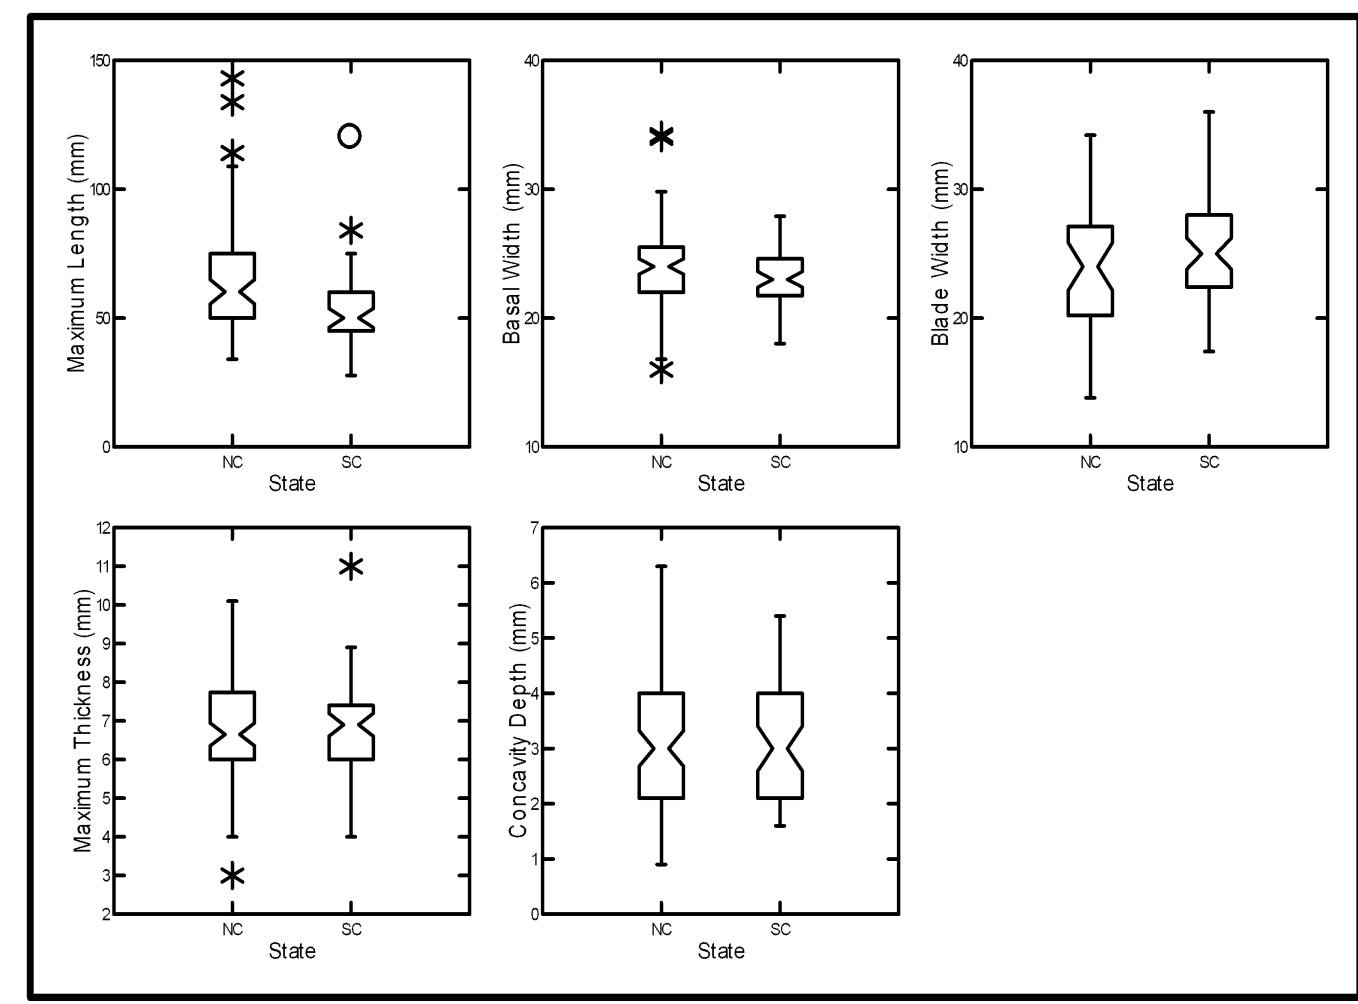 Maximum Length (mm)
150
100
50
0
NC SC
State
Basal Width (mm)
40
30
20
10
NC SC
State
Blade Width (mm)
40
30
20
10
NC SC
State
Maximum Thickness (mm)
12
11
10
9
8
7
6
5
4
3
2
NC SC
State
Concavity Depth (mm)
7
6
5
4
3
2
1
0
NC SC
State